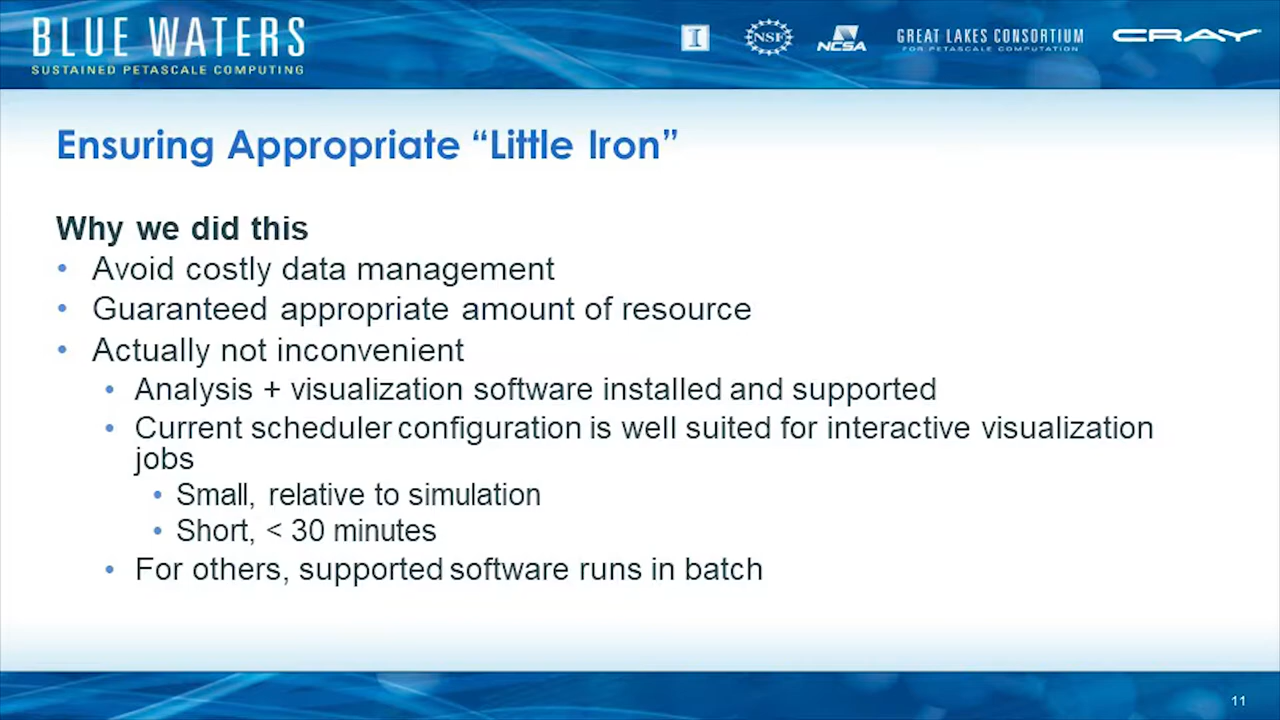 BLUE WATERS
SUSTAINED PETASCALE COMPUTING
I
NSF
NCSA
GREAT LAKES CONSORTIUM
FOR PETASCALE COMPUTATION
CRAY
Ensuring Appropriate “Little Iron”
Why we did this
• Avoid costly data management
• Guaranteed appropriate amount of resource
• Actually not inconvenient
• Analysis + visualization software installed and supported
• Current scheduler configuration is well suited for interactive visualization
jobs
• Small, relative to simulation
• Short, < 30 minutes
• For others, supported software runs in batch
11